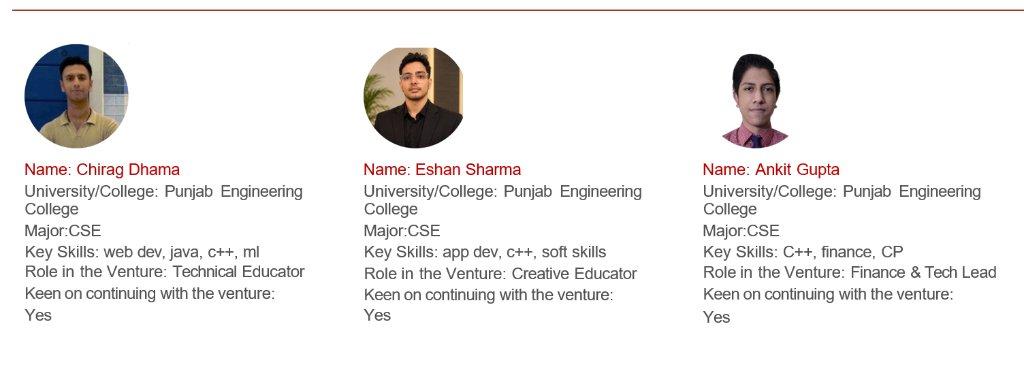 Name: Chirag Dhama
University/College: Punjab Engineering
College
Major:CSE
Key Skills: web dev, java, c++, ml
Role in the Venture: Technical Educator
Keen on continuing with the venture:
Yes
Name: Eshan Sharma
University/College: Punjab Engineering
College
Major:CSE
Key Skills: app dev, c++, soft skills
Role in the Venture: Creative Educator
Keen on continuing with the venture:
Yes
Name: Ankit Gupta
University/College: Punjab Engineering
College
Major:CSE
Key Skills: C++, finance, CP
Role in the Venture: Finance & Tech Lead
Keen on continuing with the venture:
Yes